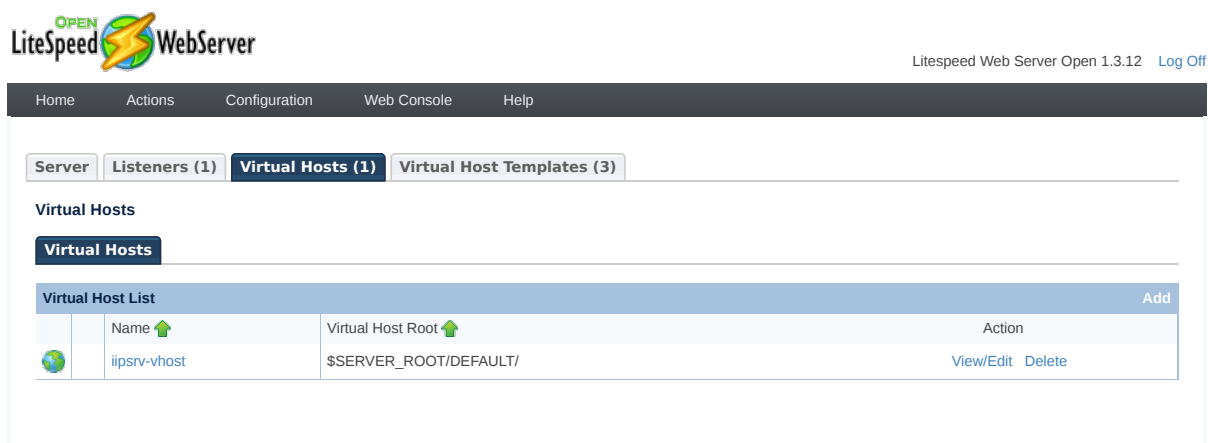 OPEN
LiteSpeed WebServer
Litespeed Web Server Open 1.3.12 Log Off
Home Actions Configuration Web Console Help
Server Listeners (1) Virtual Hosts (1) Virtual Host Templates (3)
Virtual Hosts
Virtual Hosts
Virtual Host List Add
Name Virtual Host Root Action
iipsrv-vhost $SERVER_ROOT/DEFAULT/ View/Edit Delete